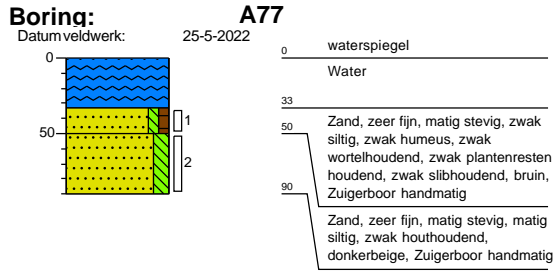 Boring: A77
Datum veldwerk: 25-5-2022
0
50
1
2
0 waterspiegel
Water
33
50
Zand, zeer fijn, matig stevig, zwak
siltig, zwak humeus, zwak
wortelhoudend, zwak plantenresten
houdend, zwak slibhoudend, bruin,
Zuigerboor handmatig
90
Zand, zeer fijn, matig stevig, matig
siltig, zwak houthoudend,
donkerbeige, Zuigerboor handmatig